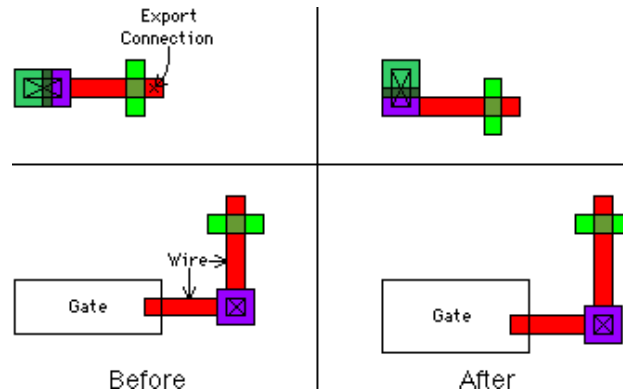 Export
Connection
Wire
Gate
Gate
Before
After